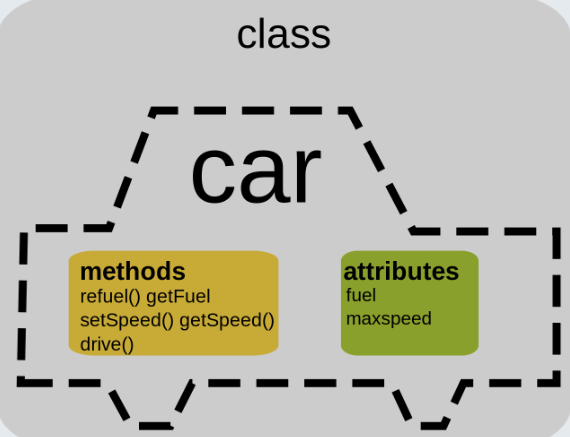 class
car
methods
refuel() getFuel
setSpeed() getSpeed()
drive()
attributes
fuel
maxspeed